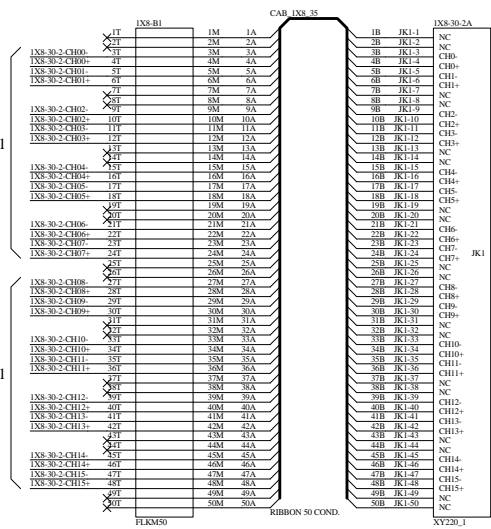 CAB_1X8_35
1X8-B1 1X8-30-2A
1T 1M 1A 1B JK1-1 NC
2T 2M 2A 2B JK1-2 NC
1X8-30-2-CH00- 3T 3M 3A 3B JK1-3 CH0-
1X8-30-2-CH00+ 4T 4M 4A 4B JK1-4 CH0+
1X8-30-2-CH01- 5T 5M 5A 5B JK1-5 CH1-
1X8-30-2-CH01+ 6T 6M 6A 6B JK1-6 CH1+
7T 7M 7A 7B JK1-7 NC
8T 8M 8A 8B JK1-8 NC
1X8-30-2-CH02- 9T 9M 9A 9B JK1-9 CH2-
1X8-30-2-CH02+ 10T 10M 10A 10B JK1-10 CH2+
1X8-30-2-CH03- 11T 11M 11A 11B JK1-11 CH3-
1X8-30-2-CH03+ 12T 12M 12A 12B JK1-12 CH3+
1 13T 13M 13A 13B JK1-13 NC
14T 14M 14A 14B JK1-14 NC
1X8-30-2-CH04- 15T 15M 15A 15B JK1-15 CH4-
1X8-30-2-CH04+ 16T 16M 16A 16B JK1-16 CH4+
1X8-30-2-CH05- 17T 17M 17A 17B JK1-17 CH5-
1X8-30-2-CH05+ 18T 18M 18A 18B JK1-18 CH5+
19T 19M 19A 19B JK1-19 NC
20T 20M 20A 20B JK1-20 NC
1X8-30-2-CH06- 21T 21M 21A 21B JK1-21 CH6-
1X8-30-2-CH06+ 22T 22M 22A 22B JK1-22 CH6+
1X8-30-2-CH07- 23T 23M 23A 23B JK1-23 CH7-
1X8-30-2-CH07+ 24T 24M 24A 24B JK1-24 CH7+ JK1
25T 25M 25A 25B JK1-25 NC
26T 26M 26A 26B JK1-26 NC
1X8-30-2-CH08- 27T 27M 27A 27B JK1-27 CH8-
1X8-30-2-CH08+ 28T 28M 28A 28B JK1-28 CH8+
1X8-30-2-CH09- 29T 29M 29A 29B JK1-29 CH9-
1X8-30-2-CH09+ 30T 30M 30A 30B JK1-30 CH9+
31T 31M 31A 31B JK1-31 NC
32T 32M 32A 32B JK1-32 NC
1X8-30-2-CH10- 33T 33M 33A 33B JK1-33 CH10-
1X8-30-2-CH10+ 34T 34M 34A 34B JK1-34 CH10+
1X8-30-2-CH11- 35T 35M 35A 35B JK1-35 CH11-
1X8-30-2-CH11+ 36T 36M 36A 36B JK1-36 CH11+
1 37T 37M 37A 37B JK1-37 NC
38T 38M 38A 38B JK1-38 NC
1X8-30-2-CH12- 39T 39M 39A 39B JK1-39 CH12-
1X8-30-2-CH12+ 40T 40M 40A 40B JK1-40 CH12+
1X8-30-2-CH13- 41T 41M 41A 41B JK1-41 CH13-
1X8-30-2-CH13+ 42T 42M 42A 42B JK1-42 CH13+
43T 43M 43A 43B JK1-43 NC
44T 44M 44A 44B JK1-44 NC
1X8-30-2-CH14- 45T 45M 45A 45B JK1-45 CH14-
1X8-30-2-CH14+ 46T 46M 46A 46B JK1-46 CH14+
1X8-30-2-CH15- 47T 47M 47A 47B JK1-47 CH15-
1X8-30-2-CH15+ 48T 48M 48A 48B JK1-48 CH15+
49T 49M 49A 49B JK1-49 NC
50T 50M 50A 50B JK1-50 NC
RIBBON 50 COND.
FLKM50 XY220_1